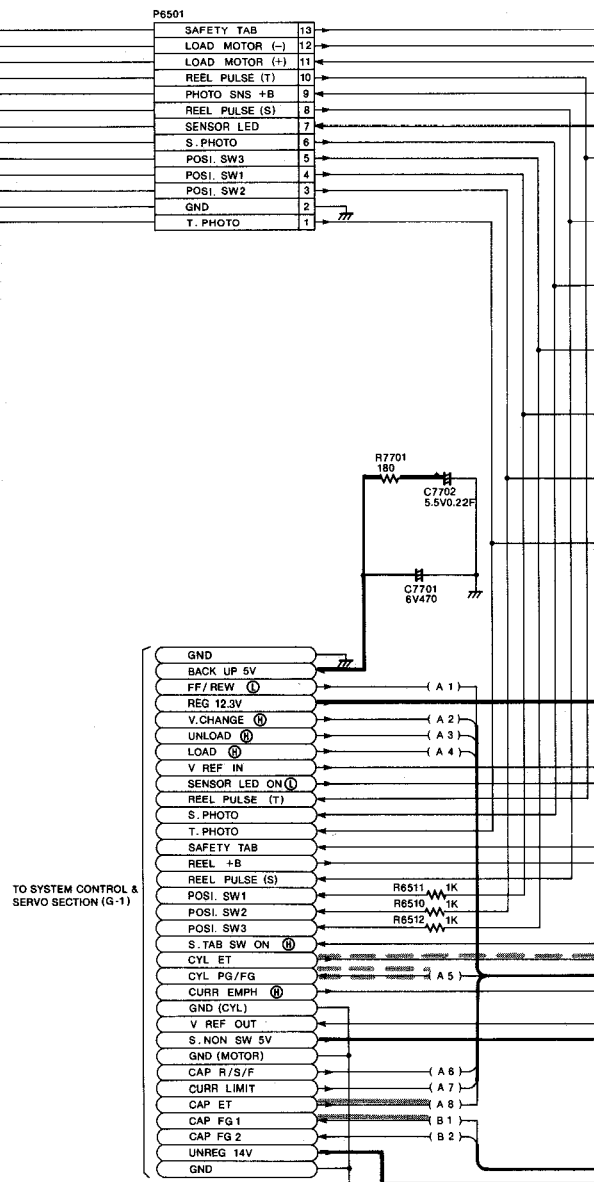 P6501
SAFETY TAB 13
LOAD MOTOR (-) 12
LOAD MOTOR (+) 11
REEL PULSE (T) 10
PHOTO SNS +B 9
REEL PULSE (S) 8
SENSOR LED 7
S.PHOTO 6
POSI. SW3 5
POSI. SW1 4
POSI. SW2 3
GND 2
T. PHOTO 1
R7701
180
C7702
5.5V0.22F
C7701
6V470
GND
BACK UP 5V
FF/REW Ⓛ (A 1)
REG 12.3V
V.CHANGE Ⓗ (A 2)
UNLOAD Ⓗ (A 3)
LOAD Ⓗ (A 4)
V REF IN
SENSOR LED ON Ⓛ
REEL PULSE (T)
S.PHOTO
T.PHOTO
SAFETY TAB
REEL +B
REEL PULSE (S)
TO SYSTEM CONTROL &
SERVO SECTION (G-1)
POSI. SW1 R6511 1K
POSI. SW2 R6510 1K
POSI. SW3 R6512 1K
S.TAB SW ON Ⓗ
CYL ET
CYL PG/FG (A 5)
CURR EMPH Ⓗ
GND (CYL)
V REF OUT
S.NON SW 5V
GND (MOTOR)
CAP R/S/F (A 6)
CURR LIMIT (A 7)
CAP ET (A 8)
CAP FG1 (B 1)
CAP FG2 (B 2)
UNREG 14V
GND